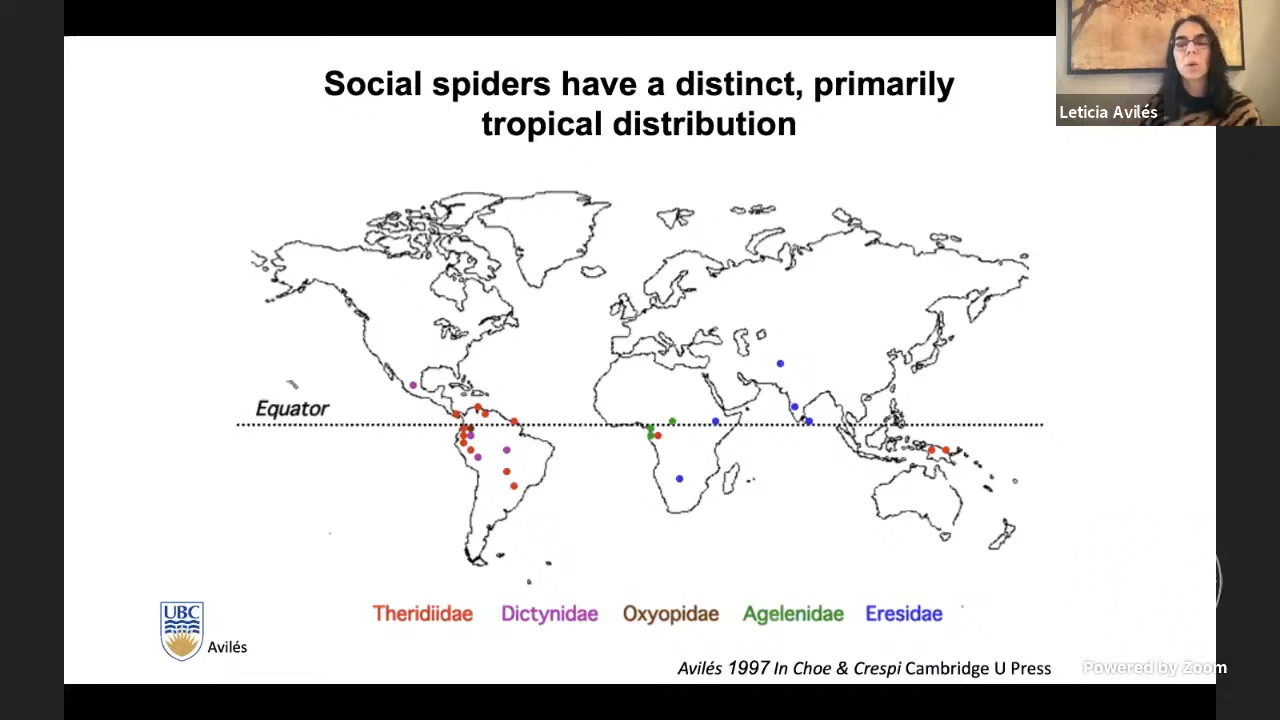 Social spiders have a distinct, primarily
tropical distribution
Leticia Avilés
Equator
Theridiidae Dictynidae Oxyopidae Agelenidae Eresidae
UBC
Avilés
Avilés 1997 In Choe & Crespi Cambridge U Press
Powered by Zoom